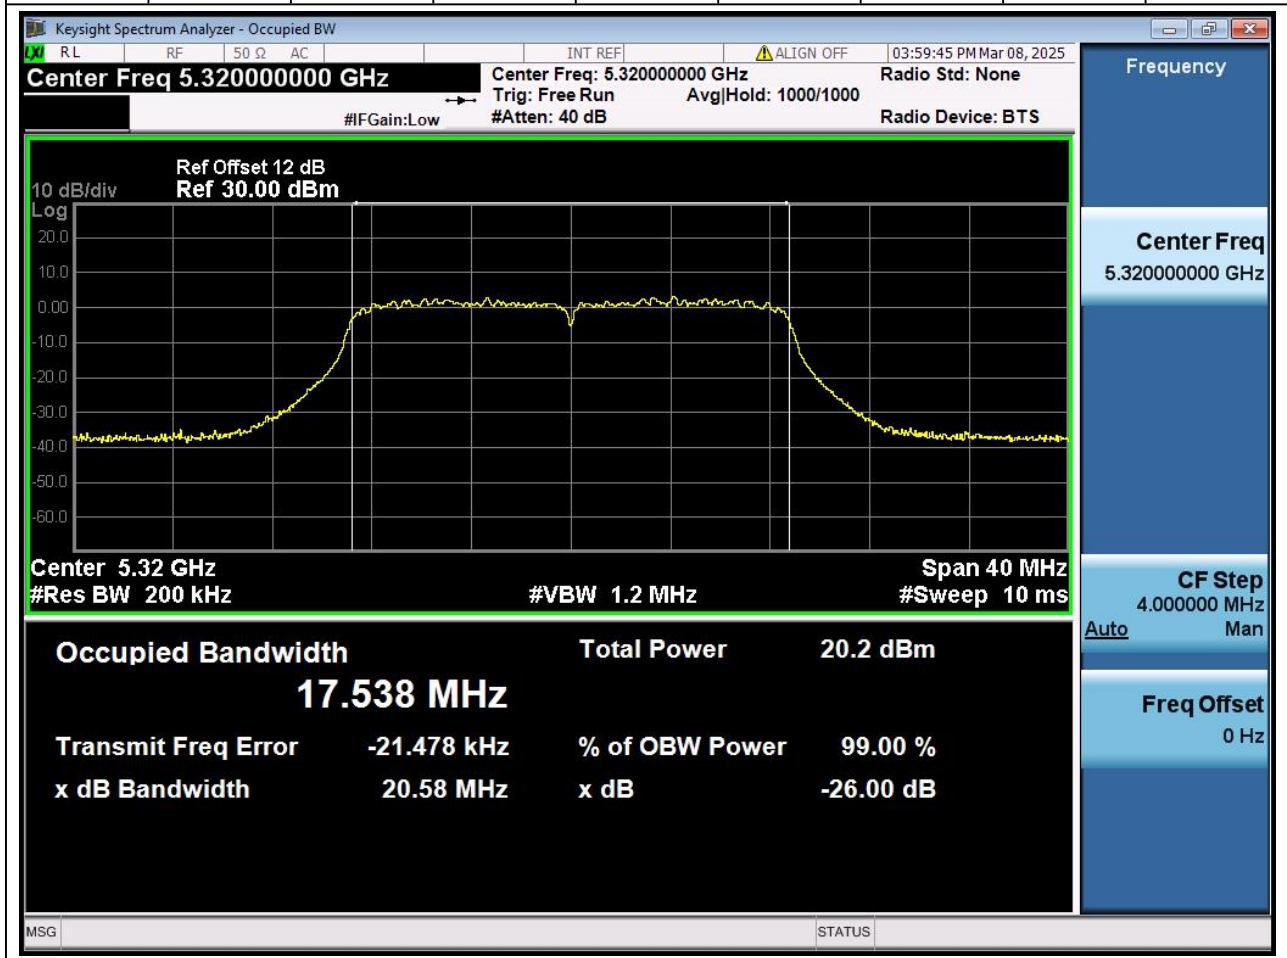 Keysight Spectrum Analyzer - Occupied BW
LXI RL RF 50 Ω AC INT REF ALIGN OFF 03:59:45 PM Mar 08, 2025
Center Freq 5.320000000 GHz
Center Freq: 5.320000000 GHz
Radio Std: None
Trig: Free Run
Avg|Hold: 1000/1000
#IFGain:Low
#Atten: 40 dB
Radio Device: BTS
Ref Offset 12 dB
10 dB/div
Ref 30.00 dBm
Log
20.0
10.0
0.00
-10.0
-20.0
-30.0
-40.0
-50.0
-60.0
Center 5.32 GHz
Span 40 MHz
#Res BW 200 kHz
#VBW 1.2 MHz
#Sweep 10 ms
Occupied Bandwidth
Total Power 20.2 dBm
17.538 MHz
Transmit Freq Error -21.478 kHz
% of OBW Power 99.00 %
x dB Bandwidth 20.58 MHz
x dB -26.00 dB
MSG
STATUS
Frequency
Center Freq
5.320000000 GHz
CF Step
4.000000 MHz
Auto Man
Freq Offset
0 Hz